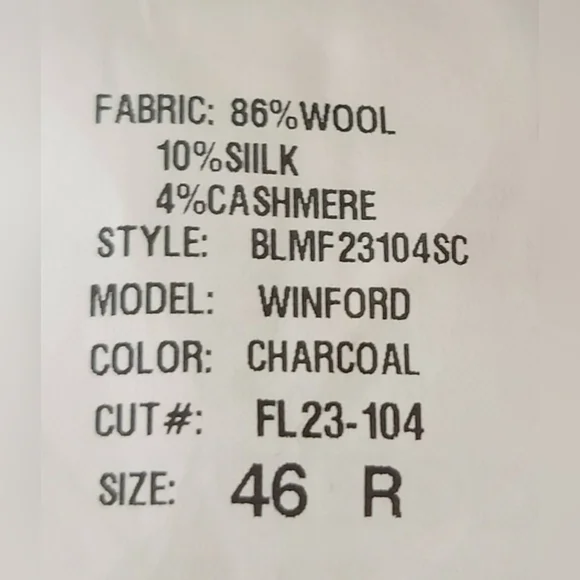 FABRIC: 86%WOOL
10%SIILK
4%CASHMERE
STYLE: BLMF23104SC
MODEL: WINFORD
COLOR: CHARCOAL
CUT#: FL23-104
SIZE: 46 R